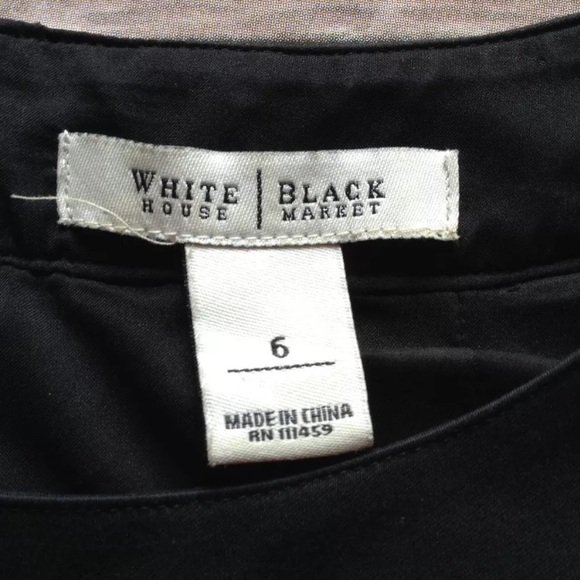 WHITE | BLACK
HOUSE | MARKET
6
MADE IN CHINA
RN 111459